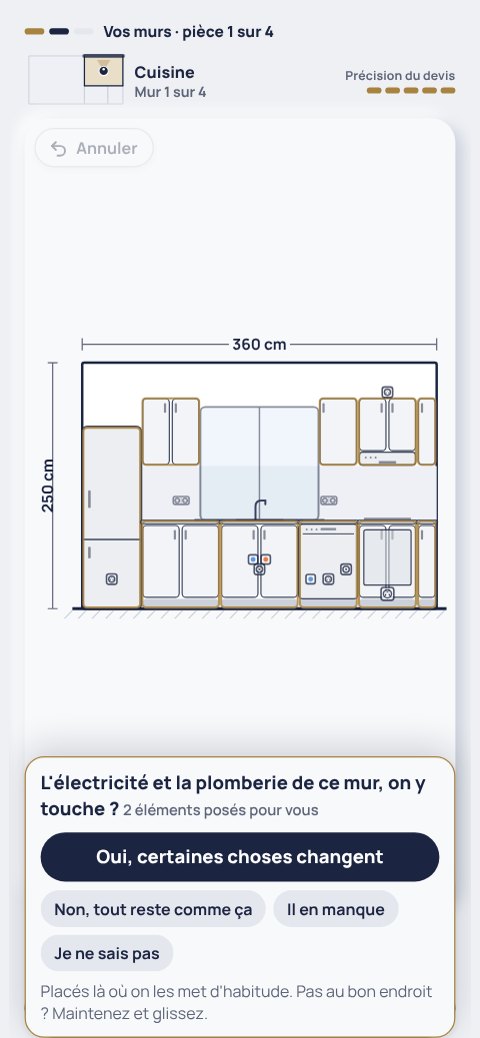 Vos murs · pièce 1 sur 4
Cuisine
Mur 1 sur 4
Précision du devis
Annuler
360 cm
250 cm
L'électricité et la plomberie de ce mur, on y
touche ? 2 éléments posés pour vous
Oui, certaines choses changent
Non, tout reste comme ça
Il en manque
Je ne sais pas
Placés là où on les met d'habitude. Pas au bon endroit
? Maintenez et glissez.